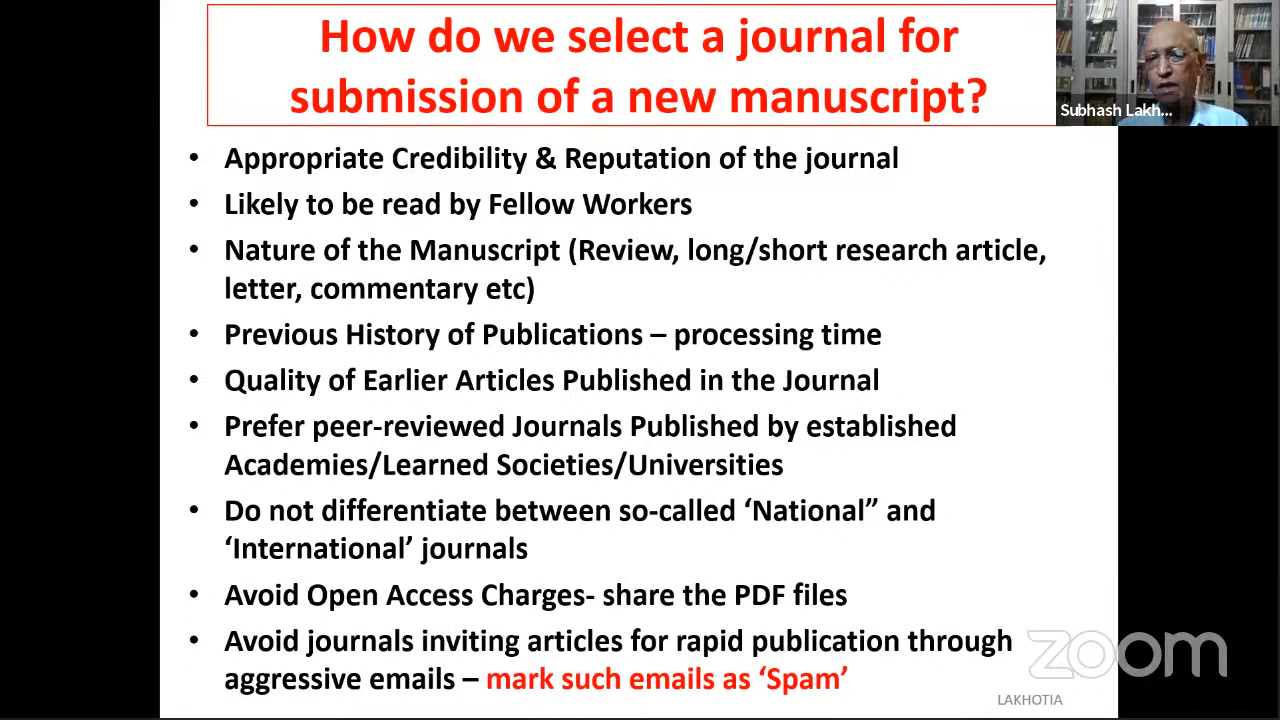 How do we select a journal for
submission of a new manuscript?
Subhash Lakh...
• Appropriate Credibility & Reputation of the journal
• Likely to be read by Fellow Workers
• Nature of the Manuscript (Review, long/short research article,
letter, commentary etc)
• Previous History of Publications – processing time
• Quality of Earlier Articles Published in the Journal
• Prefer peer-reviewed Journals Published by established
Academies/Learned Societies/Universities
• Do not differentiate between so-called ‘National” and
‘International’ journals
• Avoid Open Access Charges- share the PDF files
• Avoid journals inviting articles for rapid publication through
aggressive emails – mark such emails as ‘Spam’
zoom
LAKHOTIA